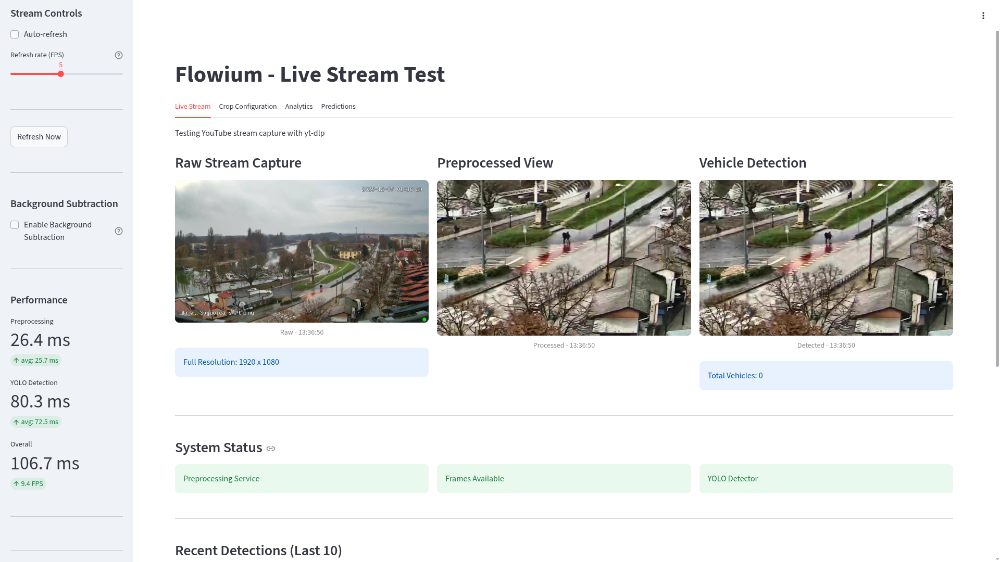 Stream Controls
Auto-refresh
Refresh rate (FPS)
5
Refresh Now
Background Subtraction
Enable Background
Subtraction
Performance
Preprocessing
26.4 ms
↑ avg: 25.7 ms
YOLO Detection
80.3 ms
↑ avg: 72.5 ms
Overall
106.7 ms
↑ 9.4 FPS
Flowium - Live Stream Test
Live Stream Crop Configuration Analytics Predictions
Testing YouTube stream capture with yt-dlp
Raw Stream Capture
2025-12-07 01:36:29
Baja,
Raw - 13:36:50
Full Resolution: 1920 x 1080
Preprocessed View
Processed - 13:36:50
Vehicle Detection
Detected - 13:36:50
Total Vehicles: 0
System Status
Preprocessing Service
Frames Available
YOLO Detector
Recent Detections (Last 10)